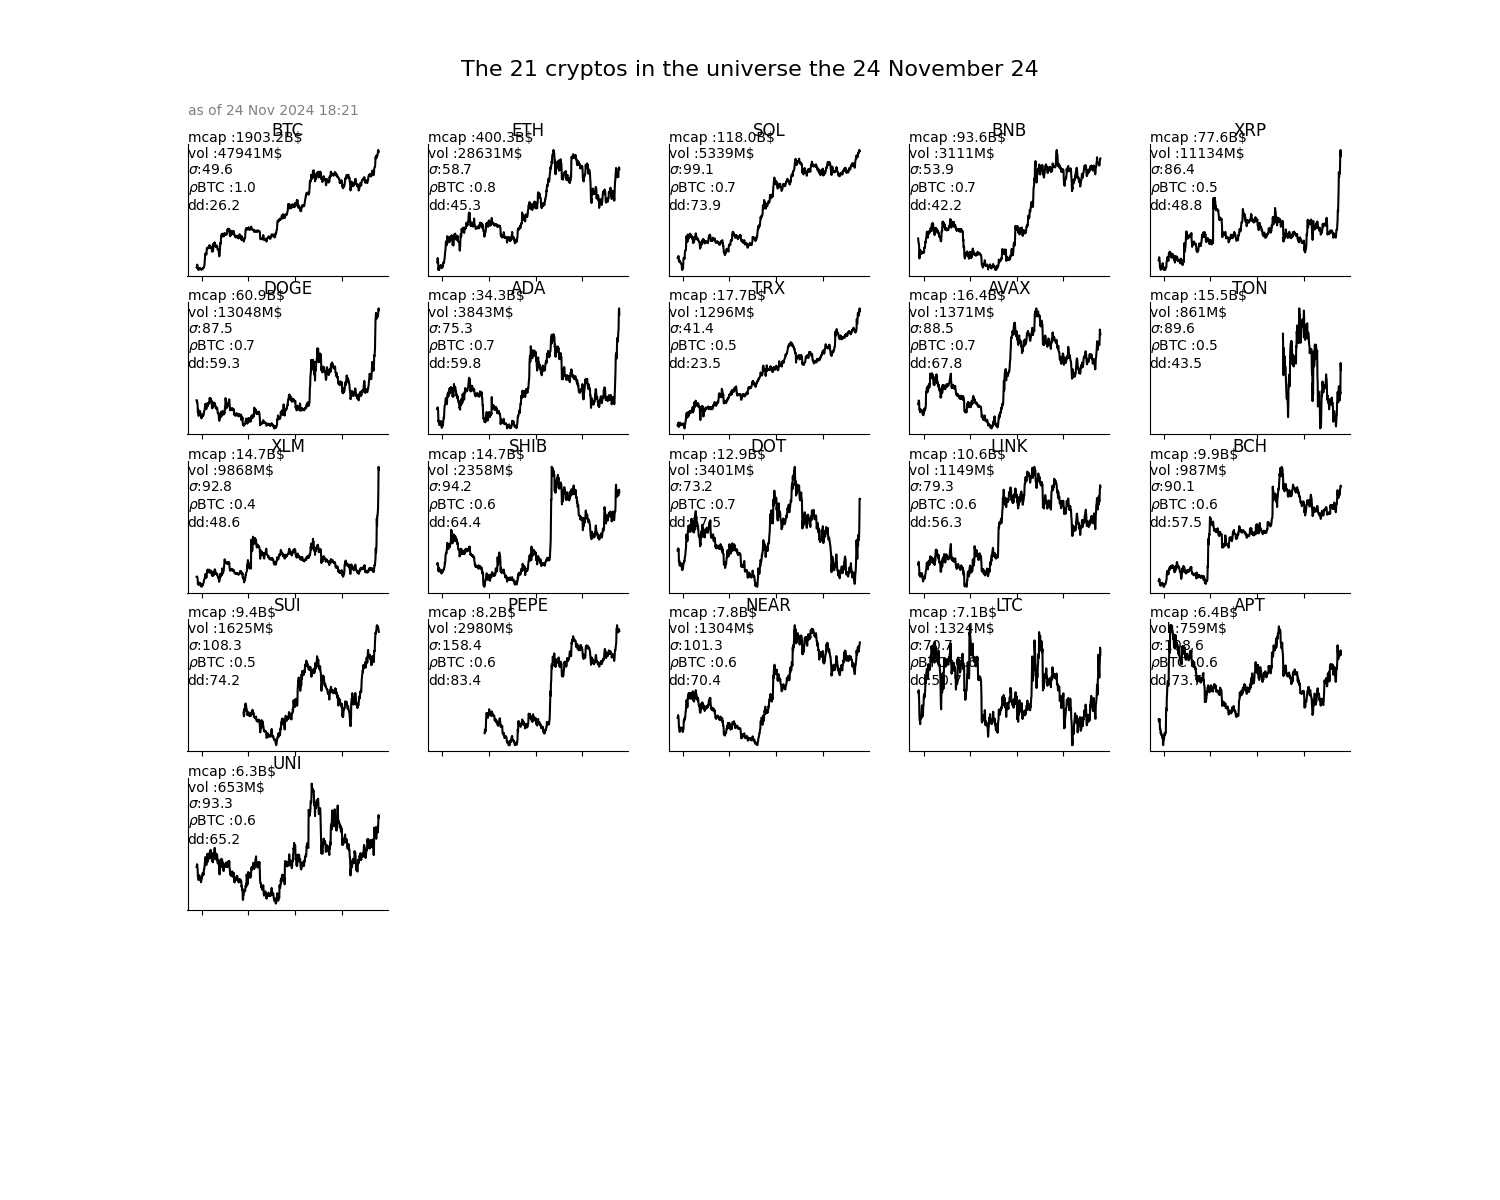 The 21 cryptos in the universe the 24 November 24
as of 24 Nov 2024 18:21
BTC
mcap :1903.2B$
vol :47941M$
σ:49.6
ρBTC :1.0
dd:26.2
ETH
mcap :400.3B$
vol :28631M$
σ:58.7
ρBTC :0.8
dd:45.3
SOL
mcap :118.0B$
vol :5339M$
σ:99.1
ρBTC :0.7
dd:73.9
BNB
mcap :93.6B$
vol :3111M$
σ:53.9
ρBTC :0.7
dd:42.2
XRP
mcap :77.6B$
vol :11134M$
σ:86.4
ρBTC :0.5
dd:48.8
DOGE
mcap :60.9B$
vol :13048M$
σ:87.5
ρBTC :0.7
dd:59.3
ADA
mcap :34.3B$
vol :3843M$
σ:75.3
ρBTC :0.7
dd:59.8
TRX
mcap :17.7B$
vol :1296M$
σ:41.4
ρBTC :0.5
dd:23.5
AVAX
mcap :16.4B$
vol :1371M$
σ:88.5
ρBTC :0.7
dd:67.8
TON
mcap :15.5B$
vol :861M$
σ:89.6
ρBTC :0.5
dd:43.5
XLM
mcap :14.7B$
vol :9868M$
σ:92.8
ρBTC :0.4
dd:48.6
SHIB
mcap :14.7B$
vol :2358M$
σ:94.2
ρBTC :0.6
dd:64.4
DOT
mcap :12.9B$
vol :3401M$
σ:73.2
ρBTC :0.7
LINK
mcap :10.6B$
vol :1149M$
σ:79.3
ρBTC :0.6
dd:56.3
BCH
mcap :9.9B$
vol :987M$
σ:90.1
ρBTC :0.6
dd:57.5
SUI
mcap :9.4B$
vol :1625M$
σ:108.3
ρBTC :0.5
dd:74.2
PEPE
mcap :8.2B$
vol :2980M$
σ:158.4
ρBTC :0.6
dd:83.4
NEAR
mcap :7.8B$
vol :1304M$
σ:101.3
ρBTC :0.6
dd:70.4
LTC
mcap :7.1B$
vol :1324M$
APT
mcap :6.4B$
vol :759M$
ρBTC :0.6
UNI
mcap :6.3B$
vol :653M$
σ:93.3
ρBTC :0.6
dd:65.2